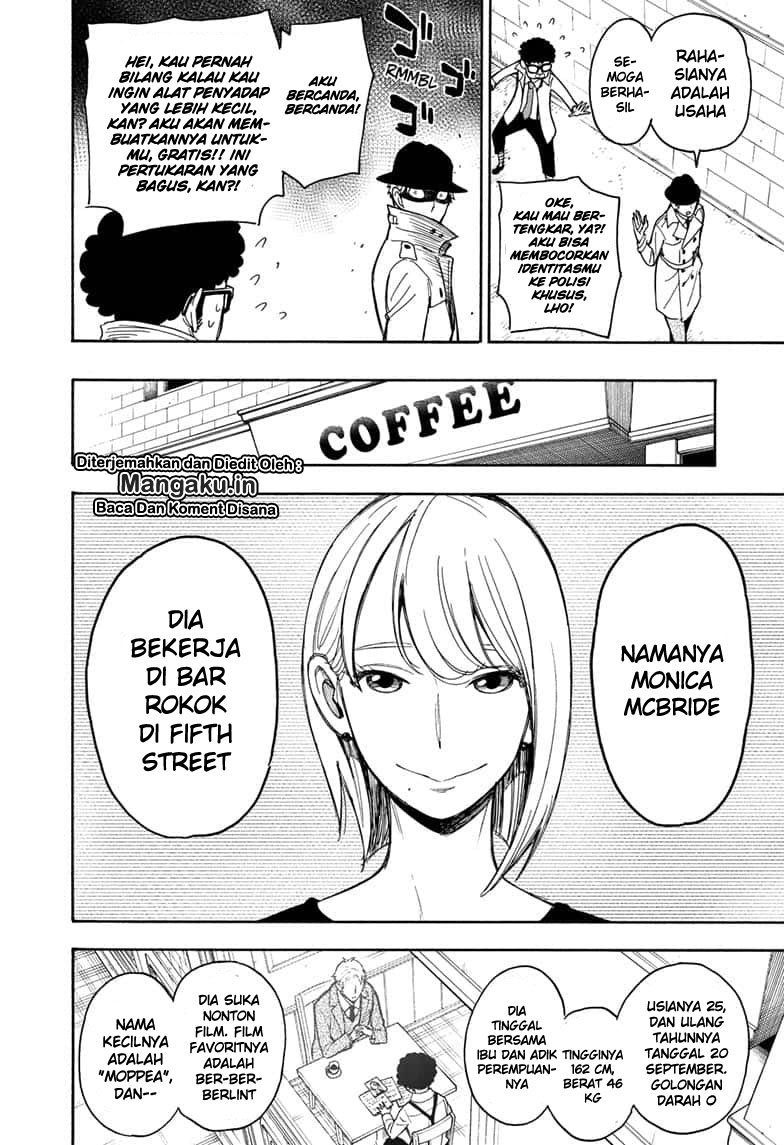 RAHA-
SIANYA
ADALAH
USAHA
SE-
MOGA
BERHA-
SIL
OKE,
KAU MAU BER-
TENGKAR, YA?!
AKU BISA
MEMBOCORKAN
IDENTITASMU
KE POLISI
KHUSUS,
LHO!
RMMBL
AKU
BERCANDA,
BERCANDA!
HEI, KAU PERNAH
BILANG KALAU KAU
INGIN ALAT PENYADAP
YANG LEBIH KECIL,
KAN? AKU AKAN MEM-
BUATKANNYA UNTUK-
MU, GRATIS!! INI
PERTUKARAN YANG
BAGUS, KAN?!
ゴゴゴ
COFFEE
Diterjemahkan dan Diedit Oleh :
Mangaku.in
Baca Dan Koment Disana
NAMANYA
MONICA
MCBRIDE
DIA
BEKERJA
DI BAR
ROKOK
DI FIFTH
STREET
USIANYA 25,
DAN ULANG
TAHUNNYA
TANGGAL 20
SEPTEMBER.
GOLONGAN
DARAH O
TINGGINYA
162 CM,
BERAT 46
KG
DIA
TINGGAL
BERSAMA
IBU DAN ADIK
PEREMPUAN-
NYA
DIA SUKA
NONTON
FILM. FILM
FAVORITNYA
ADALAH
BER-BER-
BERLINT
NAMA
KECILNYA
ADALAH
"MOPPEA",
DAN--